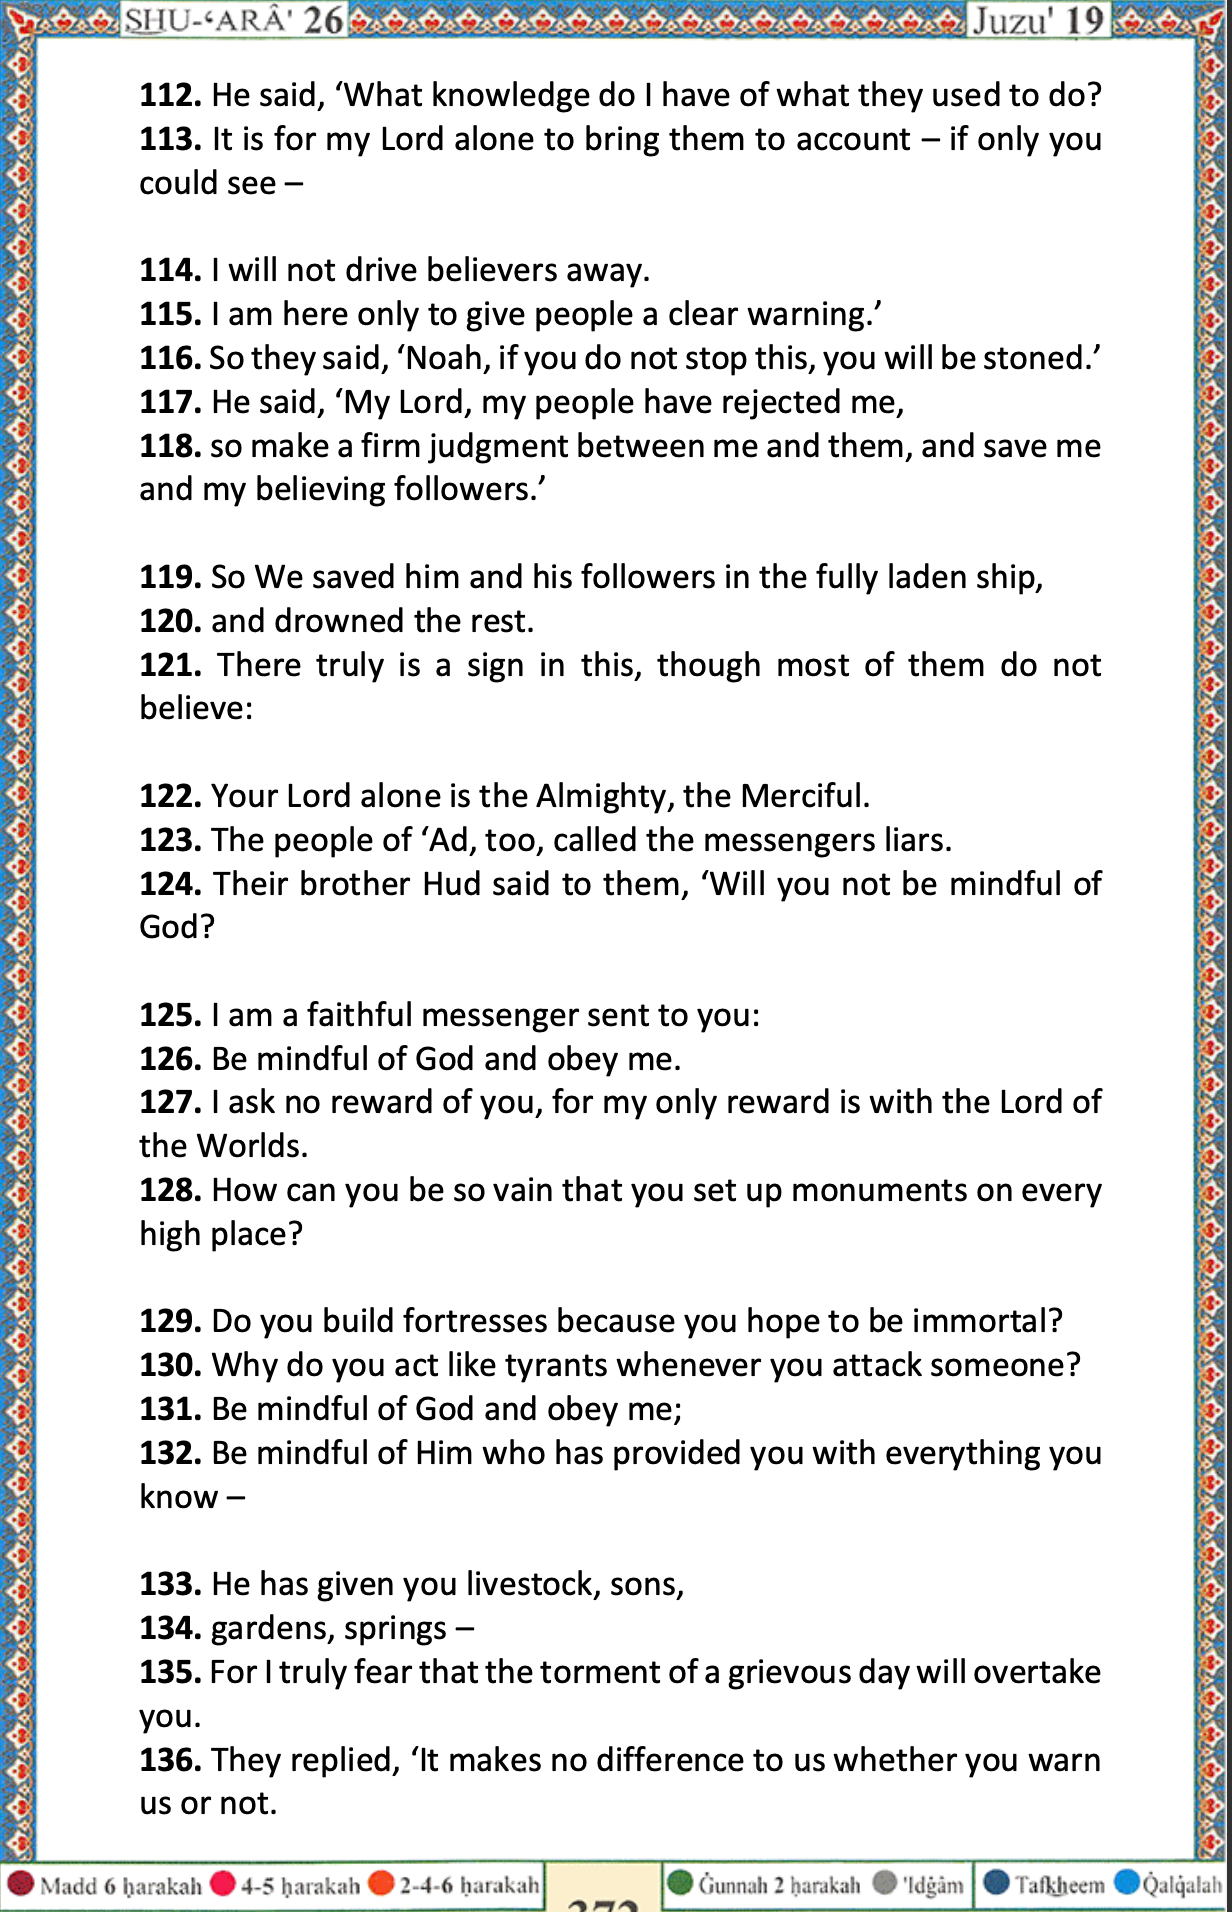 SHU-‘ARÂ' 26
Juzu' 19
112. He said, ‘What knowledge do I have of what they used to do?
113. It is for my Lord alone to bring them to account – if only you
could see –
114. I will not drive believers away.
115. I am here only to give people a clear warning.’
116. So they said, ‘Noah, if you do not stop this, you will be stoned.’
117. He said, ‘My Lord, my people have rejected me,
118. so make a firm judgment between me and them, and save me
and my believing followers.’
119. So We saved him and his followers in the fully laden ship,
120. and drowned the rest.
121. There truly is a sign in this, though most of them do not
believe:
122. Your Lord alone is the Almighty, the Merciful.
123. The people of ‘Ad, too, called the messengers liars.
124. Their brother Hud said to them, ‘Will you not be mindful of
God?
125. I am a faithful messenger sent to you:
126. Be mindful of God and obey me.
127. I ask no reward of you, for my only reward is with the Lord of
the Worlds.
128. How can you be so vain that you set up monuments on every
high place?
129. Do you build fortresses because you hope to be immortal?
130. Why do you act like tyrants whenever you attack someone?
131. Be mindful of God and obey me;
132. Be mindful of Him who has provided you with everything you
know –
133. He has given you livestock, sons,
134. gardens, springs –
135. For I truly fear that the torment of a grievous day will overtake
you.
136. They replied, ‘It makes no difference to us whether you warn
us or not.
Madd 6 ḥarakah 4-5 ḥarakah 2-4-6 ḥarakah
Ġunnah 2 ḥarakah 'Idġâm
Tafkheem Q̇alq̇alah